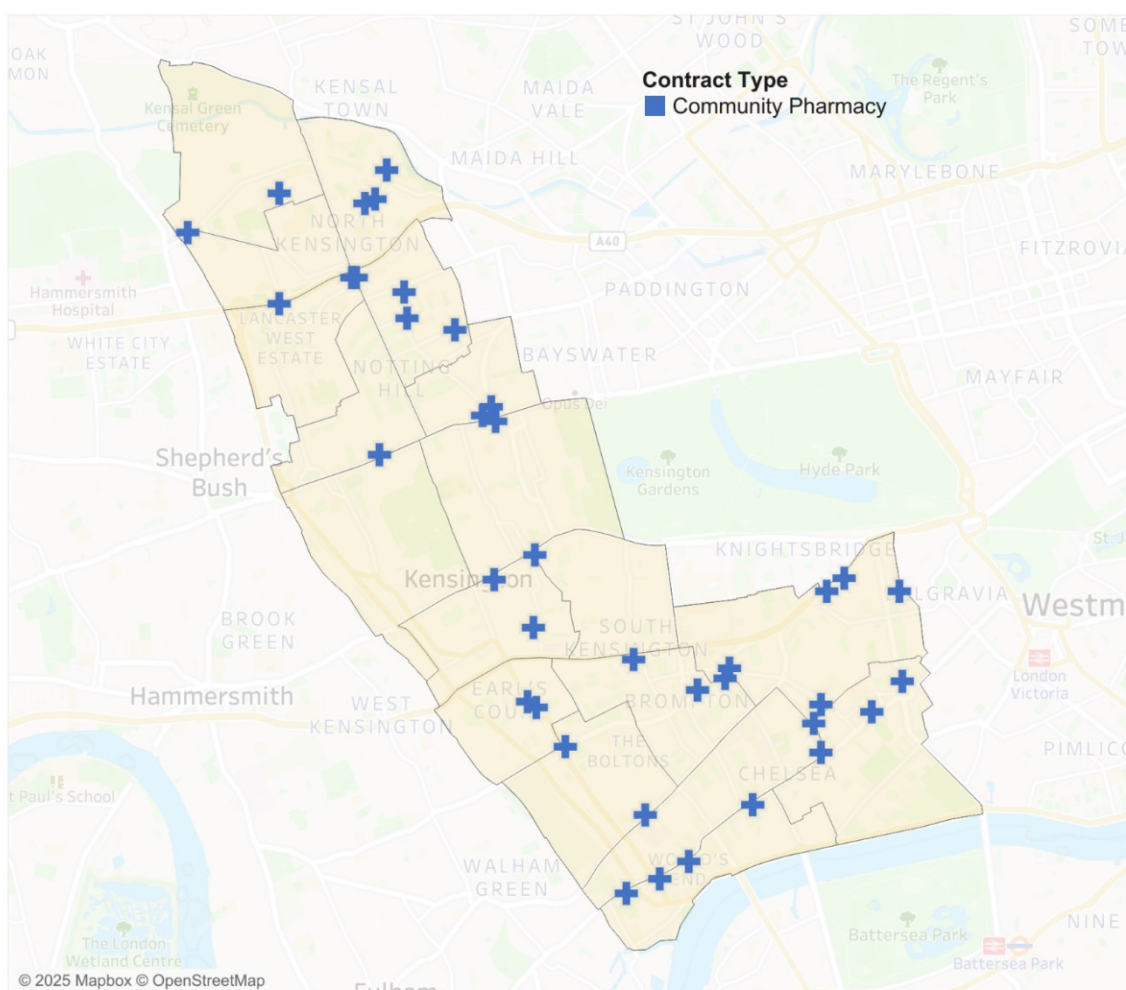 ST JOHN'S
WOOD
SOME
TOW
OAK
MON
KENSAL
TOWN
MAIDA
VALE
Contract Type
Community Pharmacy
The Regent's
Park
Kensal Green
Cemetery
MAIDA HILL
MARYLEBONE
NORTH
KENSINGTON
A40
FITZROVIA
Hammersmith
Hospital
PADDINGTON
LANCASTER
WEST
ESTATE
WHITE CITY
ESTATE
NOTTING
HILL
BAYSWATER
MAYFAIR
Opus Dei
Shepherd's
Bush
Kensington
Gardens
Hyde Park
St. J
KNIGHTSBRIDGE
Kensington
LGRAVIA
Westm
BROOK
GREEN
SOUTH
KENSINGTON
London
Victoria
Hammersmith
WEST
KENSINGTON
EARL'S
COU
BROMPTON
THE
BOLTONS
PIMLICO
CHELSEA
t Paul's School
WALHAM
GREEN
WO D'S
END
The London
Wetland Centre
Battersea Park
NINE
Battersea Park
© 2025 Mapbox © OpenStreetMap
Fulham